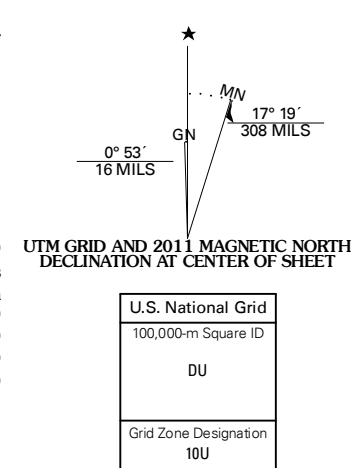 ★
MN
17° 19´
308 MILS
GN
0° 53´
16 MILS
UTM GRID AND 2011 MAGNETIC NORTH
DECLINATION AT CENTER OF SHEET
U.S. National Grid
100,000-m Square ID
DU
Grid Zone Designation
10U